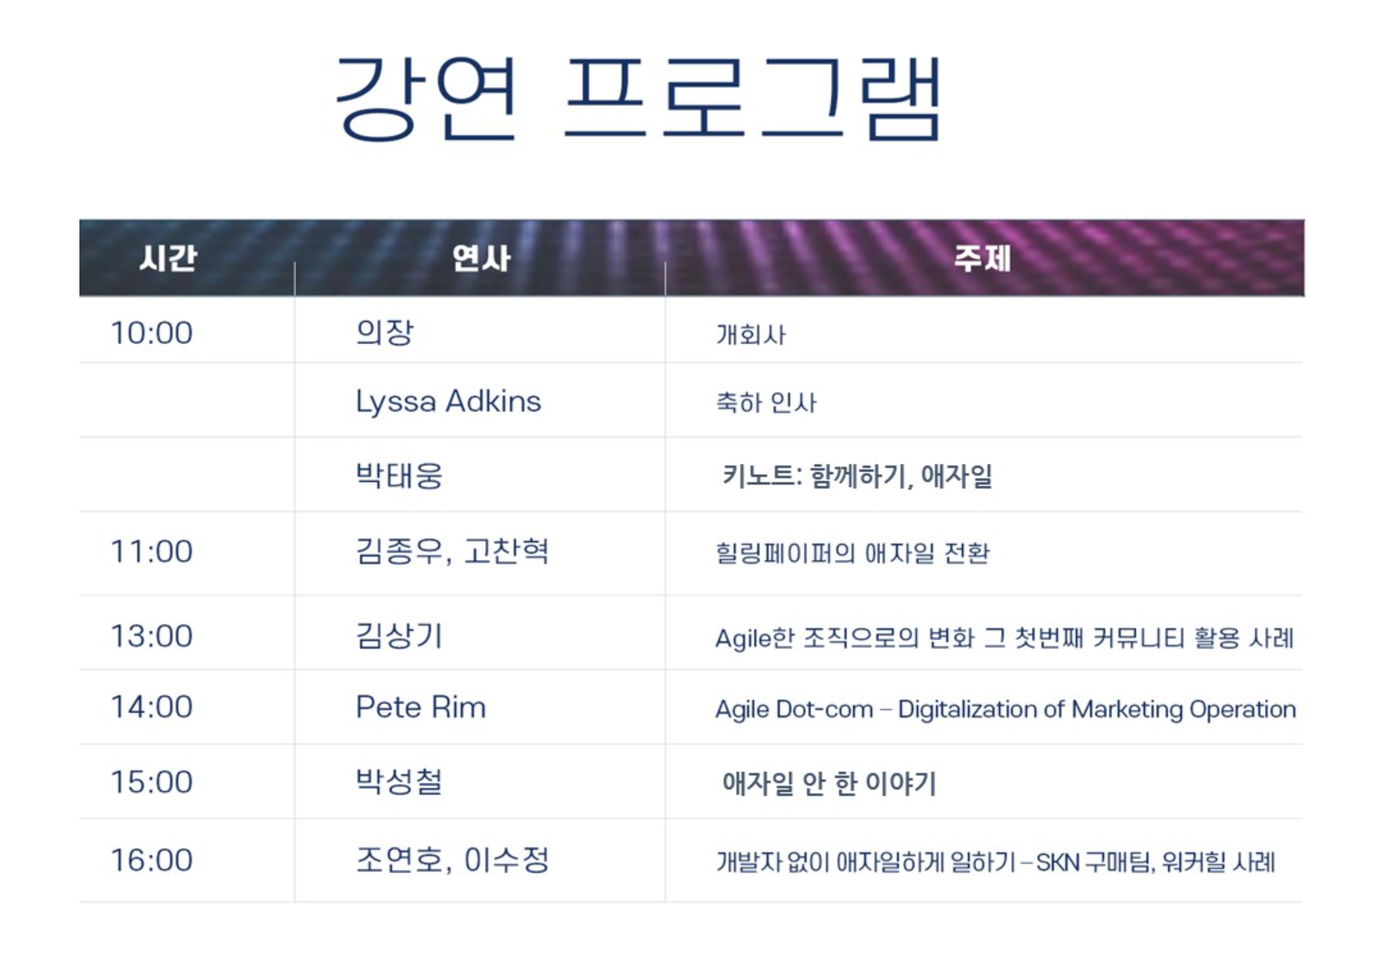 강연 프로그램
시간 연사 주제
10:00 의장 개회사
Lyssa Adkins 축하 인사
박태웅 키노트: 함께하기, 애자일
11:00 김종우, 고찬혁 힐링페이퍼의 애자일 전환
13:00 김상기 Agile한 조직으로의 변화 그 첫번째 커뮤니티 활용 사례
14:00 Pete Rim Agile Dot-com – Digitalization of Marketing Operation
15:00 박성철 애자일 안 한 이야기
16:00 조연호, 이수정 개발자 없이 애자일하게 일하기 – SKN 구매팀, 워커힐 사례